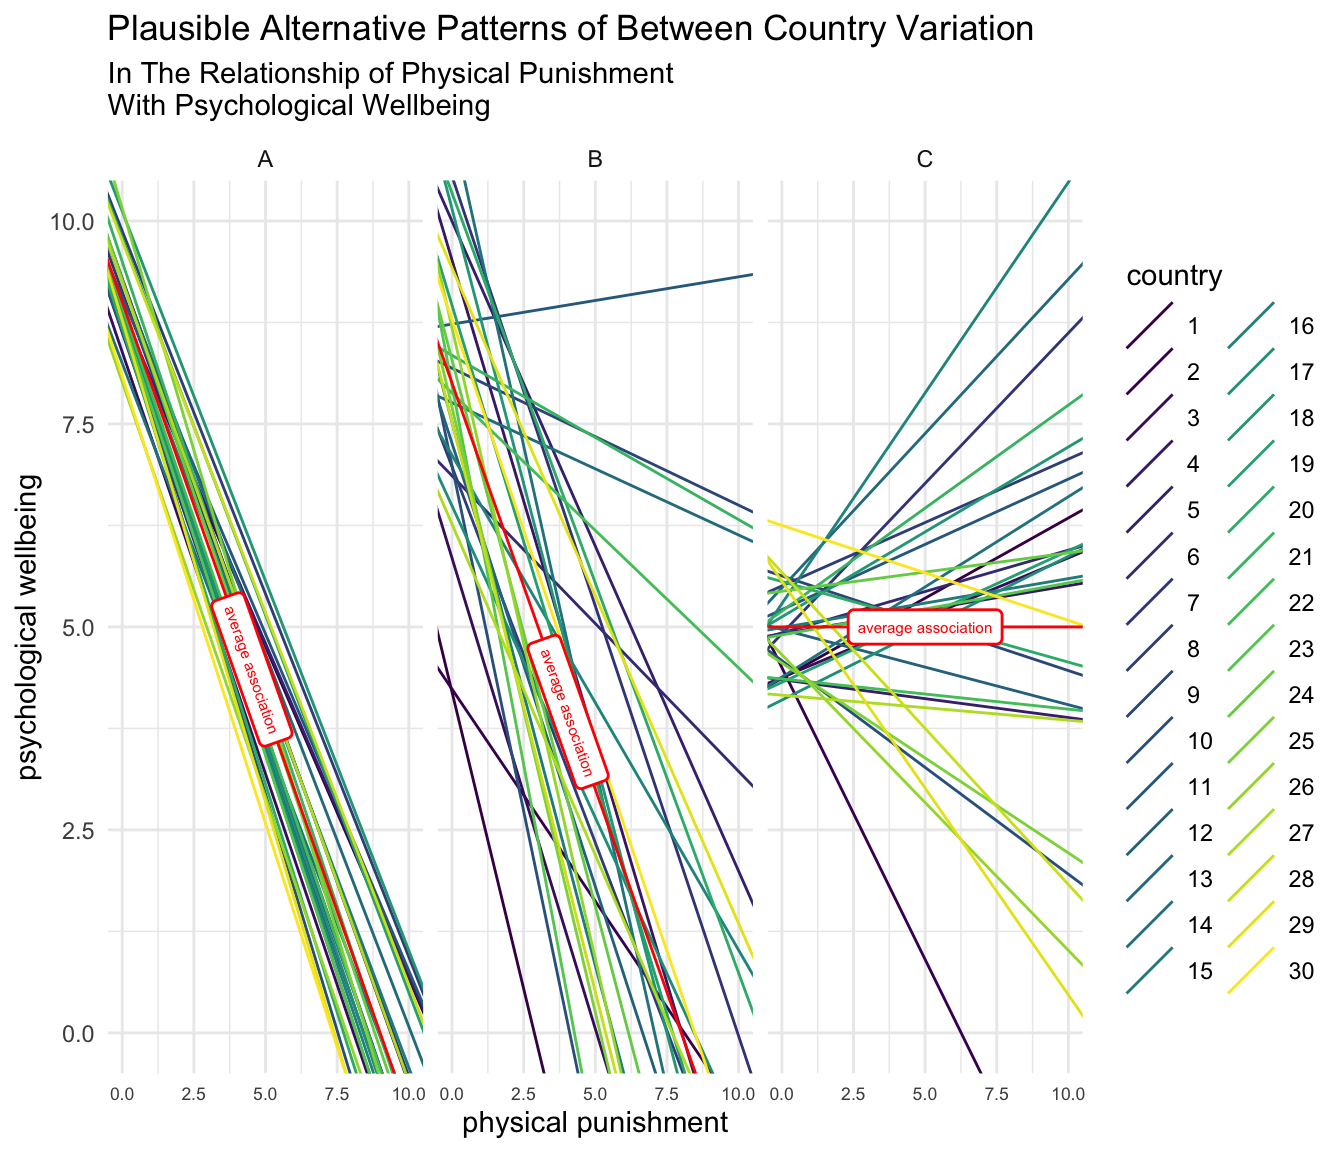 Plausible Alternative Patterns of Between Country Variation
In The Relationship of Physical Punishment
With Psychological Wellbeing
A
B
C
psychological wellbeing
10.0
7.5
5.0
2.5
0.0
average association
average association
average association
0.0 2.5 5.0 7.5 10.0
0.0 2.5 5.0 7.5 10.0
0.0 2.5 5.0 7.5 10.0
physical punishment
country
1
2
3
4
5
6
7
8
9
10
11
12
13
14
15
16
17
18
19
20
21
22
23
24
25
26
27
28
29
30